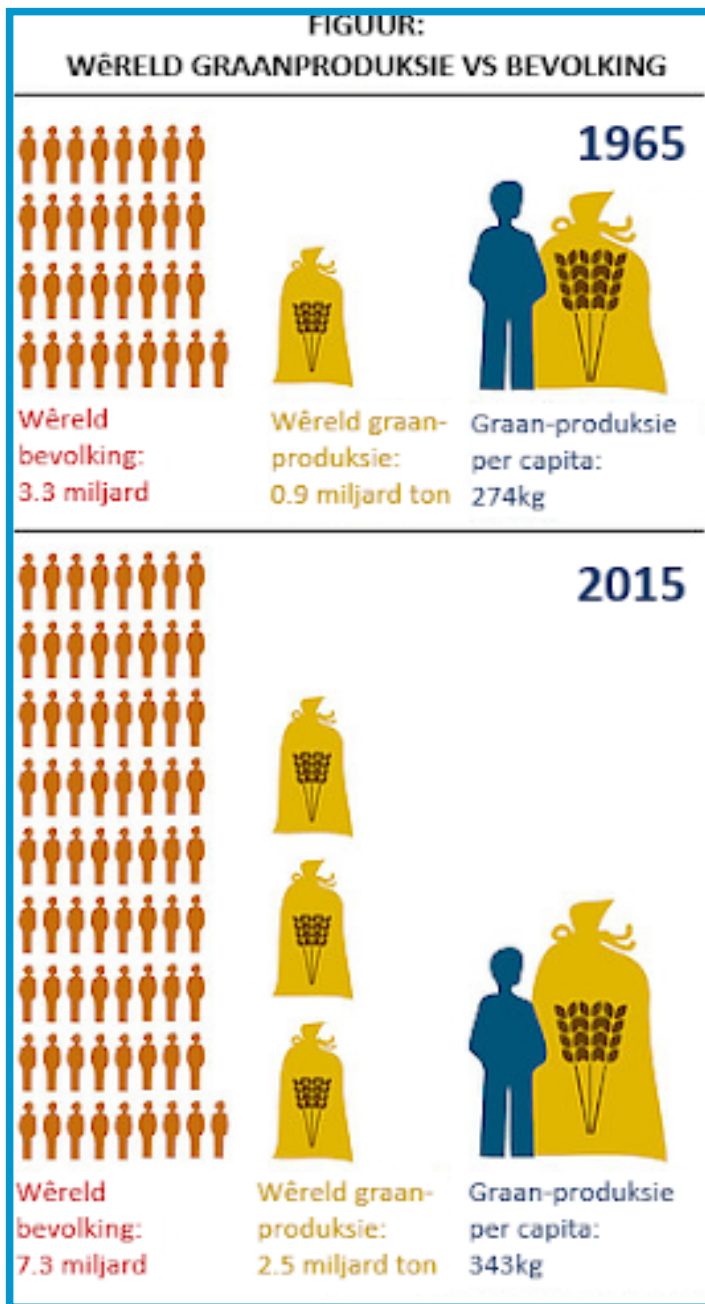 FIGUUR:
WêRELD GRAANPRODUKSIE VS BEVOLKING
1965
Wêreld
bevolking:
3.3 miljard
Wêreld graan-
produksie:
0.9 miljard ton
Graan-produksie
per capita:
274kg
2015
Wêreld
bevolking:
7.3 miljard
Wêreld graan-
produksie:
2.5 miljard ton
Graan-produksie
per capita:
343kg